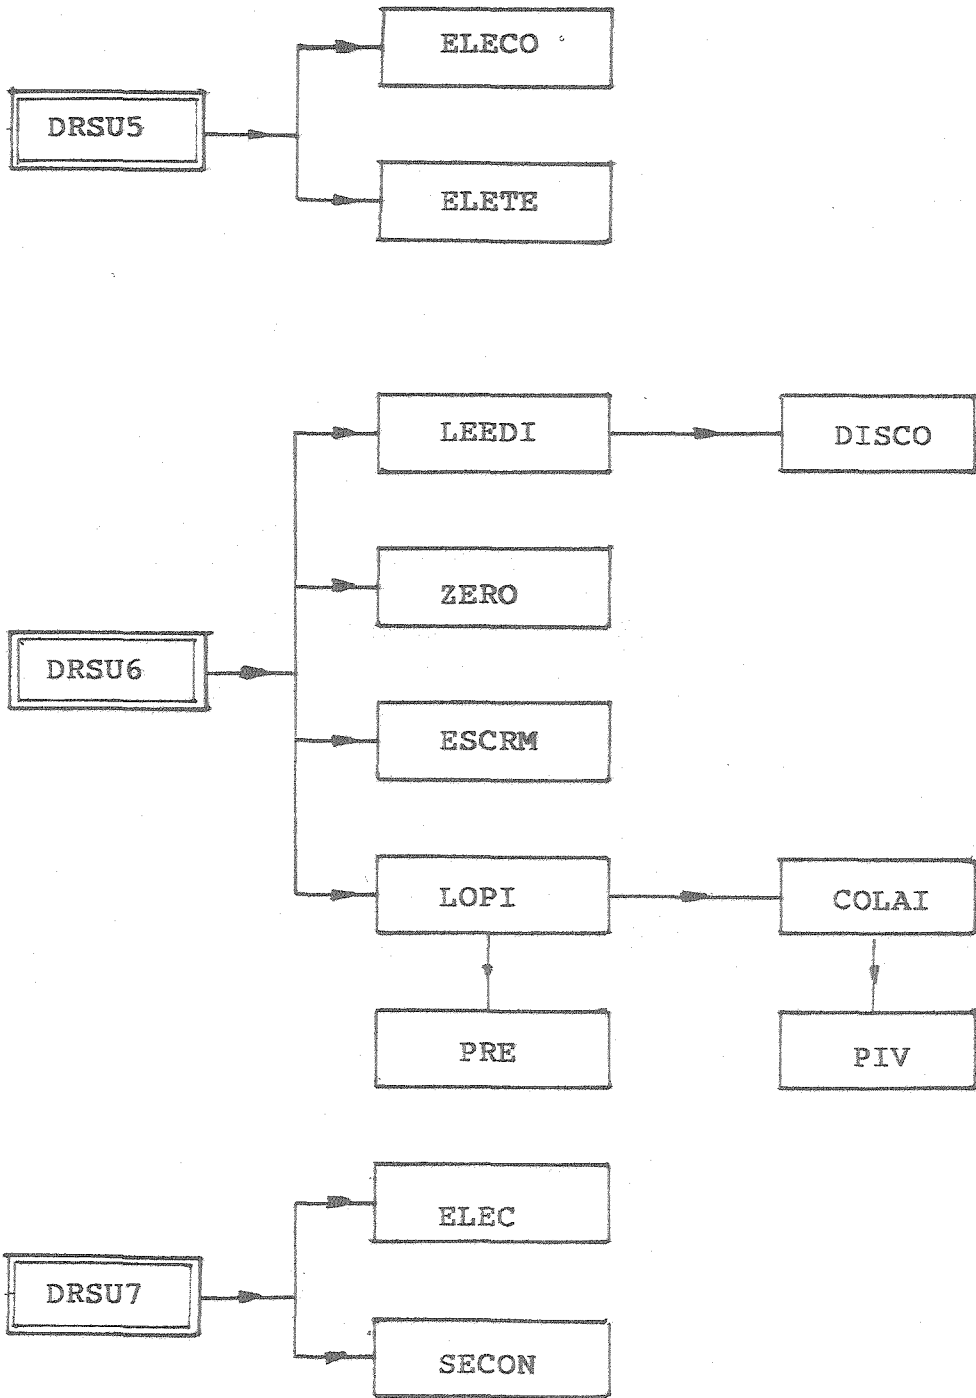 ELECO
DRSU5
ELETE
LEEDI
DISCO
ZERO
DRSU6
ESCRM
LOPI
COLAI
PRE
PIV
ELEC
DRSU7
SECON